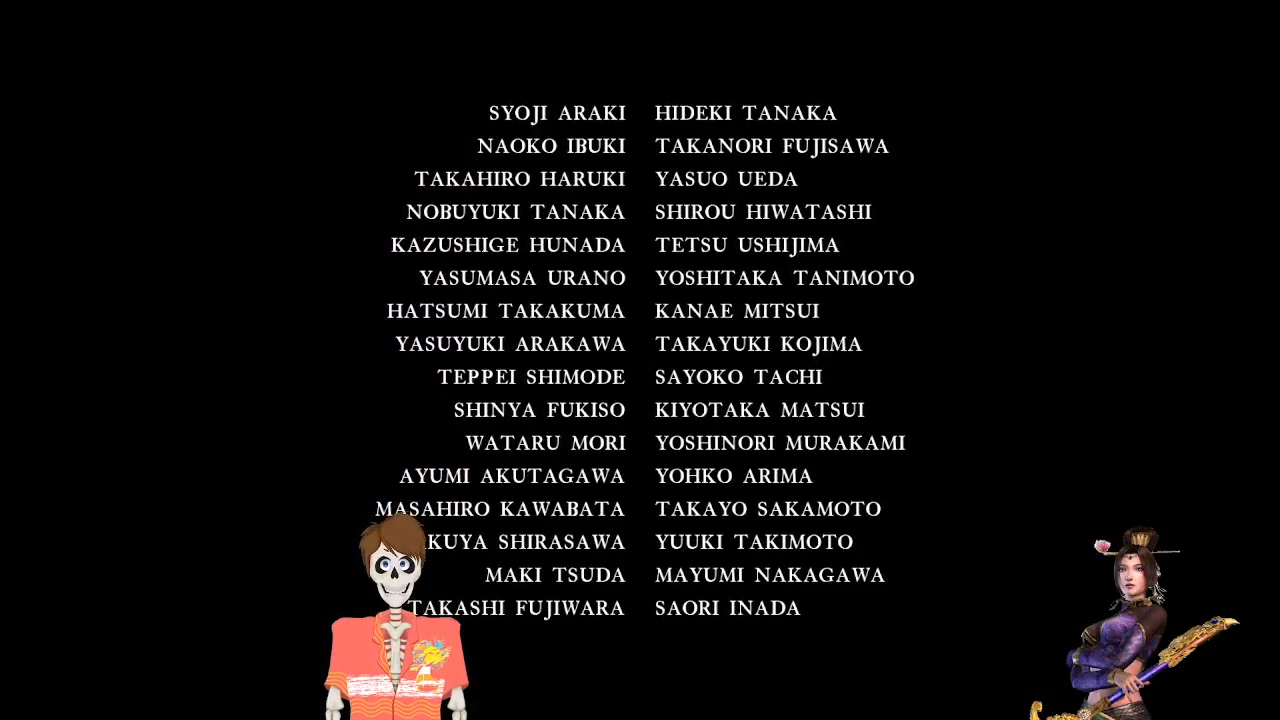 SYOJI ARAKI HIDEKI TANAKA
NAOKO IBUKI TAKANORI FUJISAWA
TAKAHIRO HARUKI YASUO UEDA
NOBUYUKI TANAKA SHIROU HIWATASHI
KAZUSHIGE HUNADA TETSU USHIJIMA
YASUMASA URANO YOSHITAKA TANIMOTO
HATSUMI TAKAKUMA KANAE MITSUI
YASUYUKI ARAKAWA TAKAYUKI KOJIMA
TEPPEI SHIMODE SAYOKO TACHI
SHINYA FUKISO KIYOTAKA MATSUI
WATARU MORI YOSHINORI MURAKAMI
AYUMI AKUTAGAWA YOHKO ARIMA
MASAHIRO KAWABATA TAKAYO SAKAMOTO
SHIRASAWA YUUKI TAKIMOTO
MAKI TSUDA MAYUMI NAKAGAWA
TAKASHI FUJIWARA SAORI INADA